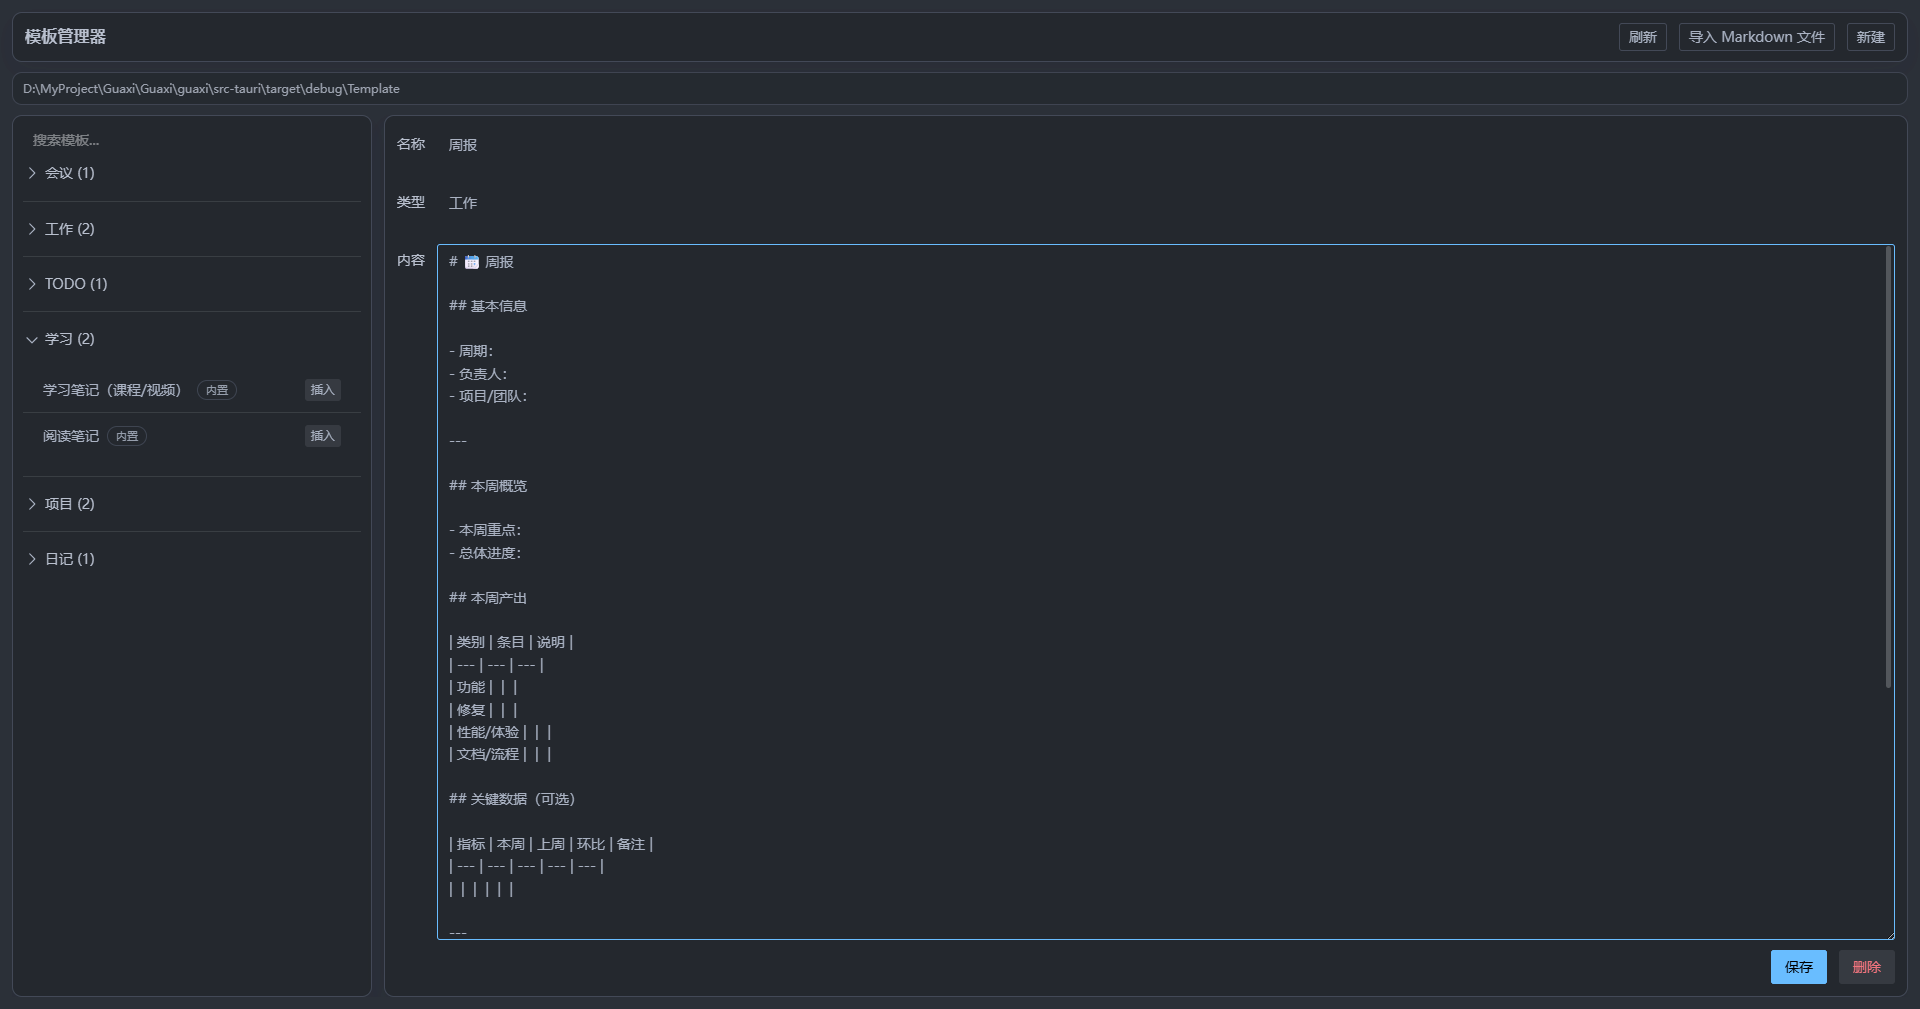 模板管理器
刷新
导入 Markdown 文件
新建
D:\MyProject\Guaxi\Guaxi\guaxi\src-tauri\target\debug\Template
搜索模板...
会议 (1)
工作 (2)
TODO (1)
学习 (2)
学习笔记（课程/视频） 内置 插入
阅读笔记 内置 插入
项目 (2)
日记 (1)
名称 周报
类型 工作
内容
# 📅 周报
## 基本信息
- 周期：
- 负责人：
- 项目/团队：
---
## 本周概览
- 本周重点：
- 总体进度：
## 本周产出
| 类别 | 条目 | 说明 |
| --- | --- | --- |
| 功能 | | |
| 修复 | | |
| 性能/体验 | | |
| 文档/流程 | | |
## 关键数据（可选）
| 指标 | 本周 | 上周 | 环比 | 备注 |
| --- | --- | --- | --- | --- |
| | | | | |
---
保存
删除